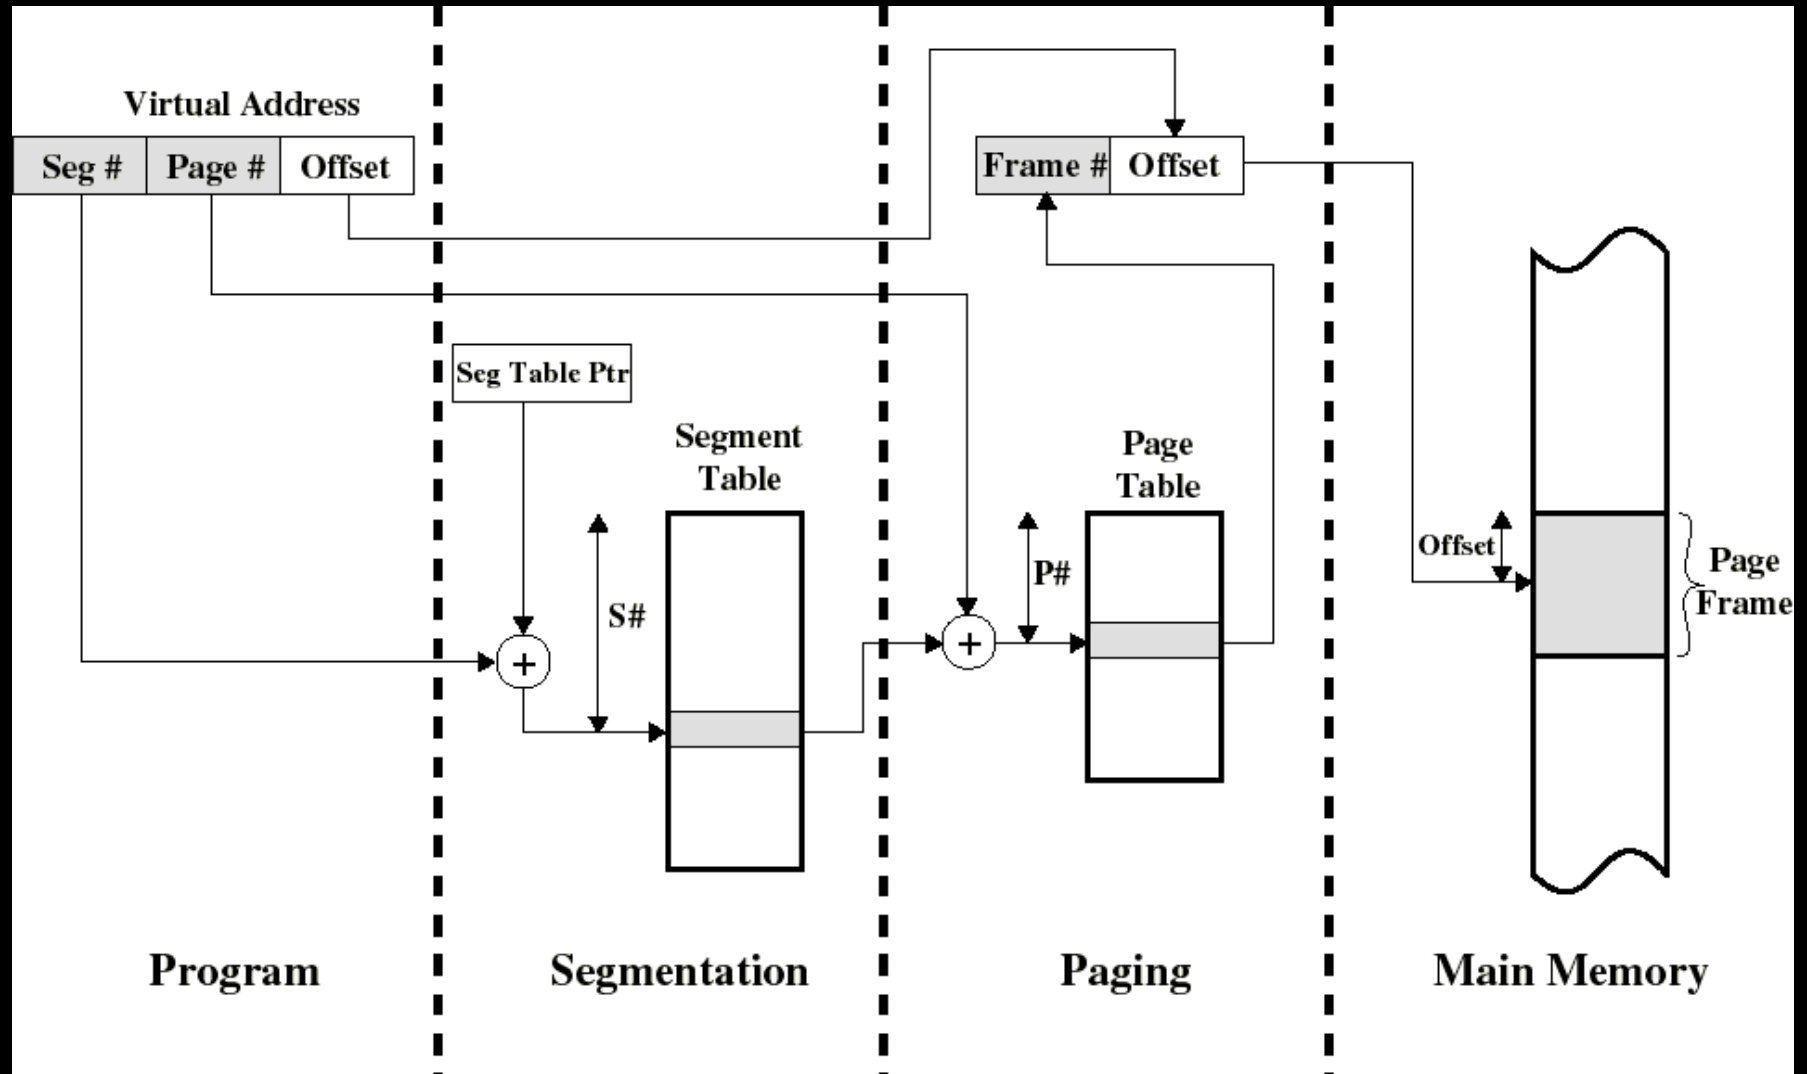 Virtual Address
Seg # Page # Offset
Frame # Offset
Seg Table Ptr
Segment
Table
Page
Table
S#
+
P#
+
Offset
Page
Frame
Program Segmentation Paging Main Memory